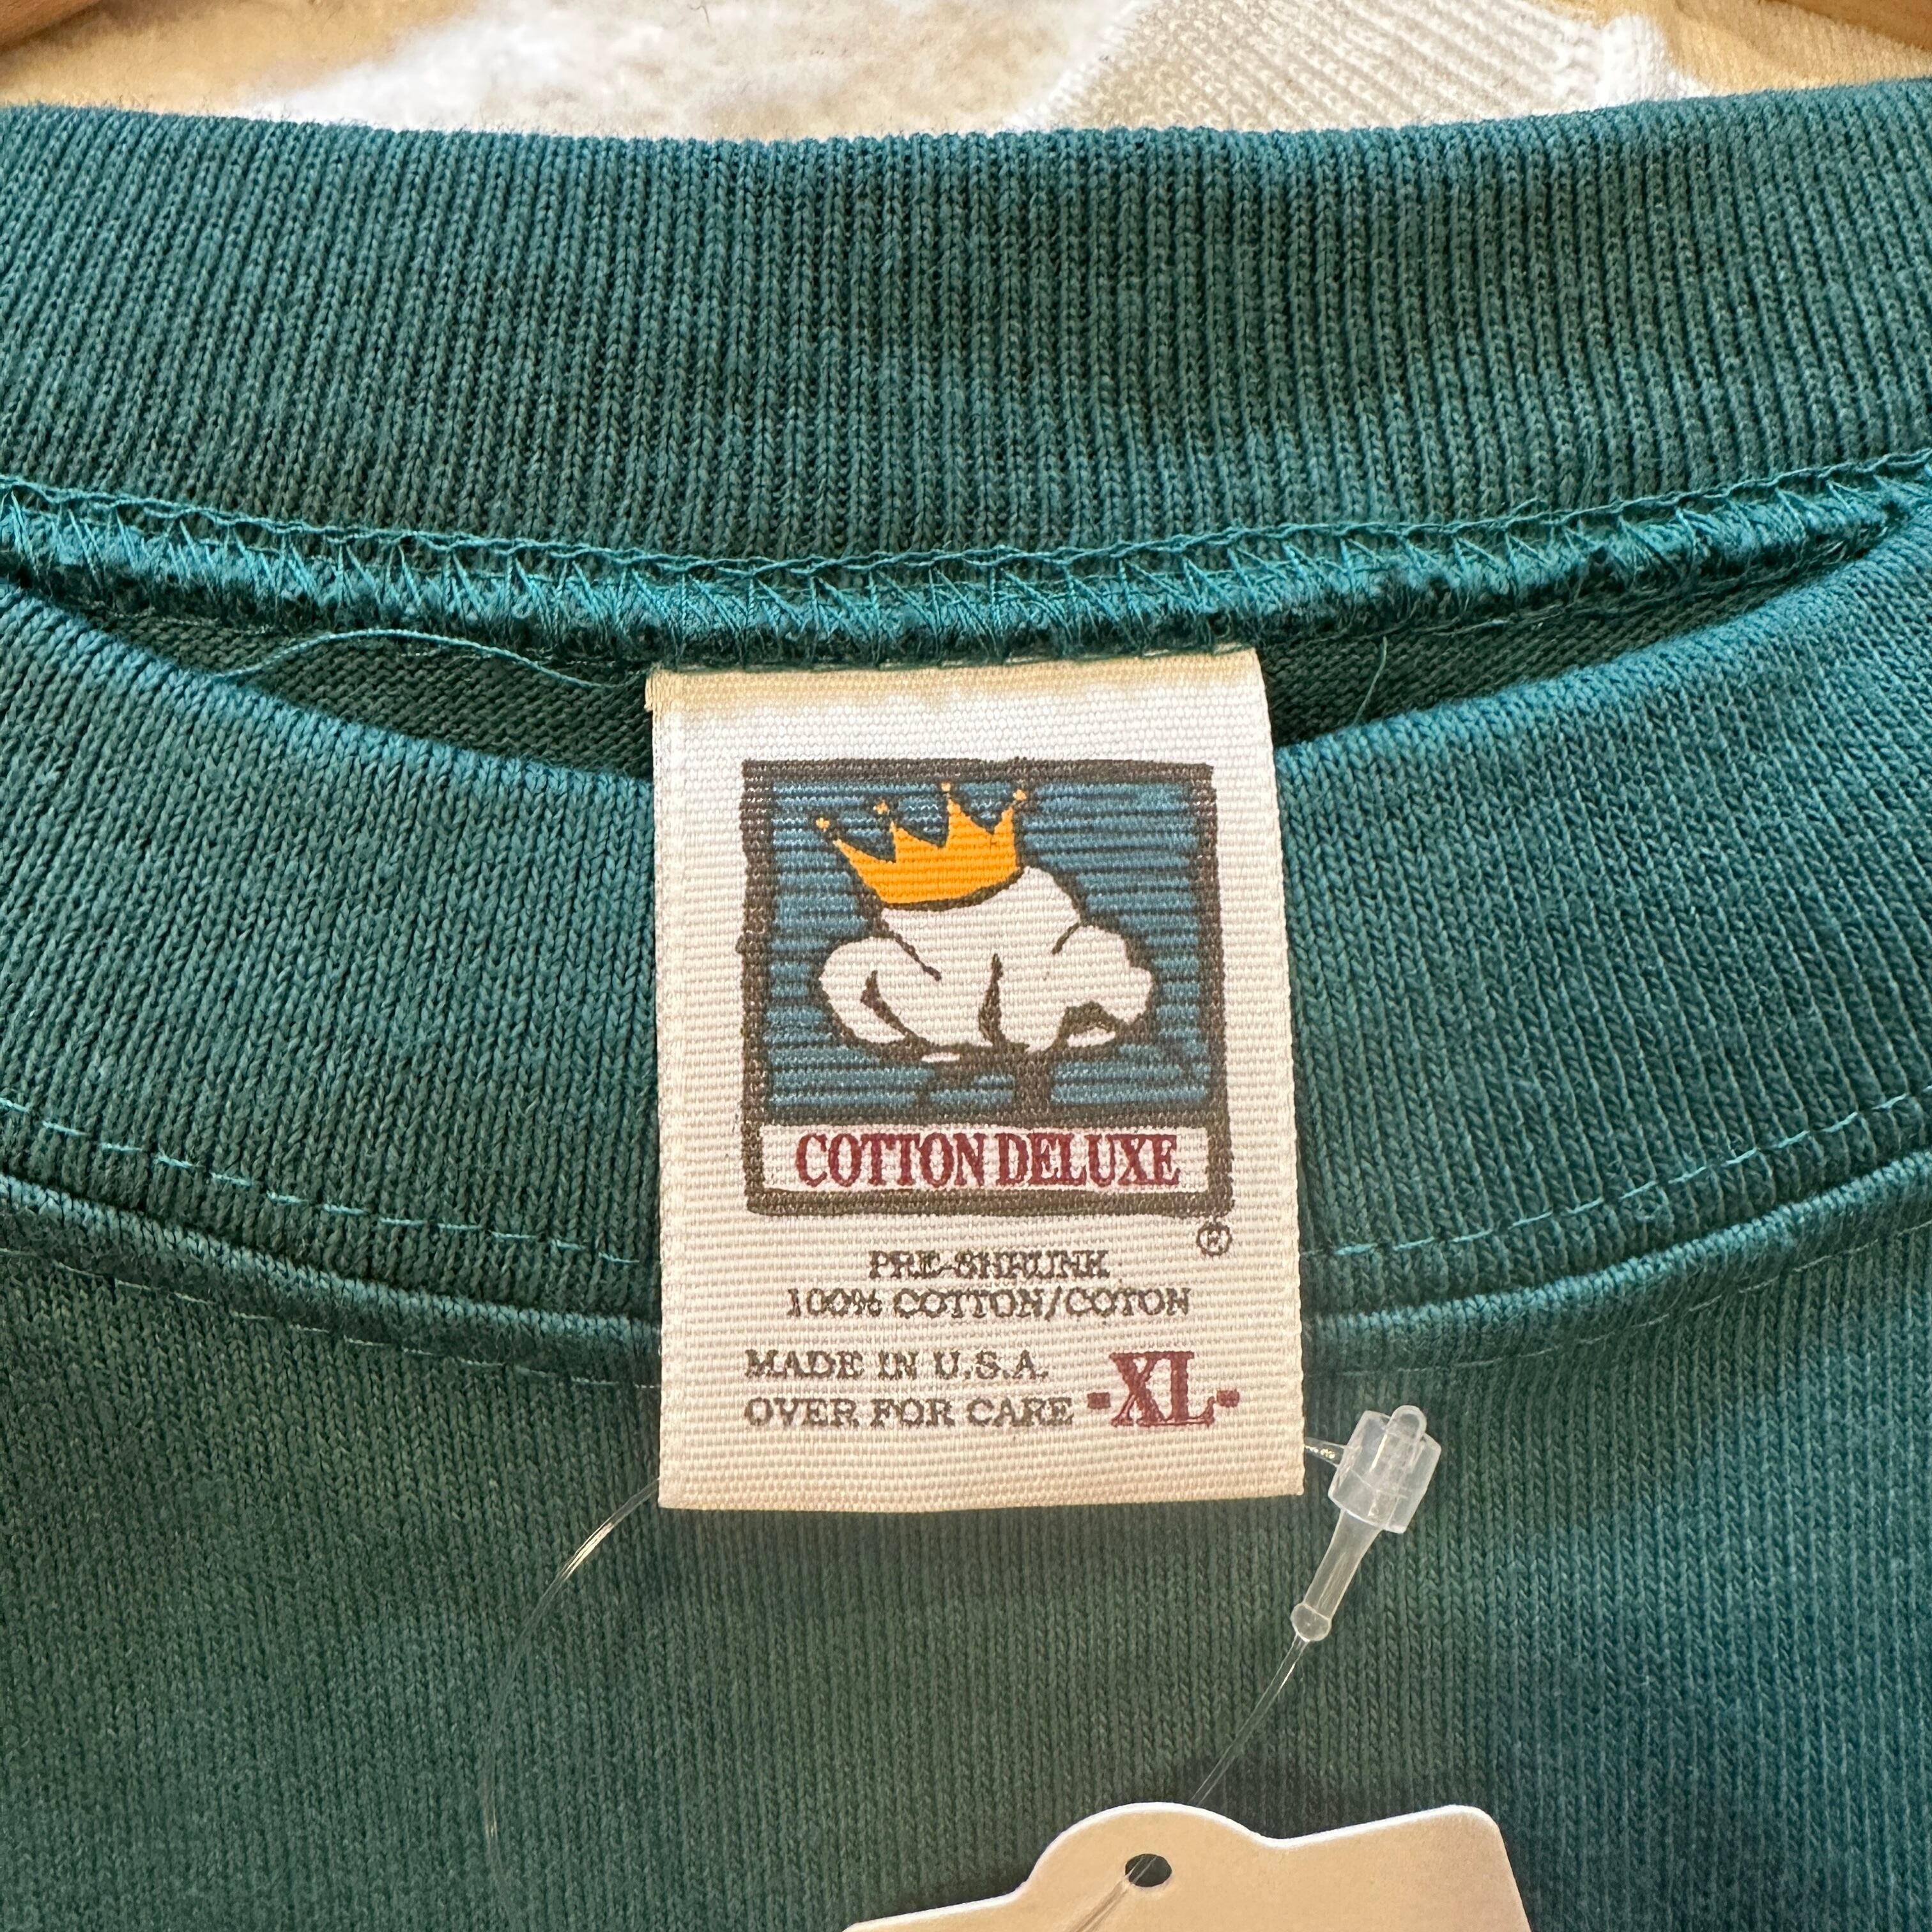 COTTON DELUXE
®
PRE-SHRUNK
100% COTTON/COTON
MADE IN U.S.A.
OVER FOR CARE -XL-